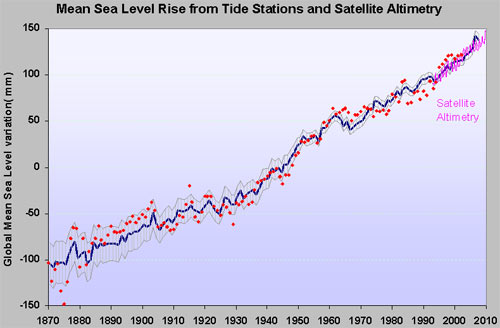 Mean Sea Level Rise from Tide Stations and Satellite Altimetry
Global Mean Sea Level variation( mm)
150
100
50
0
-50
-100
-150
Satellite
Altimetry
1870 1880 1890 1900 1910 1920 1930 1940 1950 1960 1970 1980 1990 2000 2010